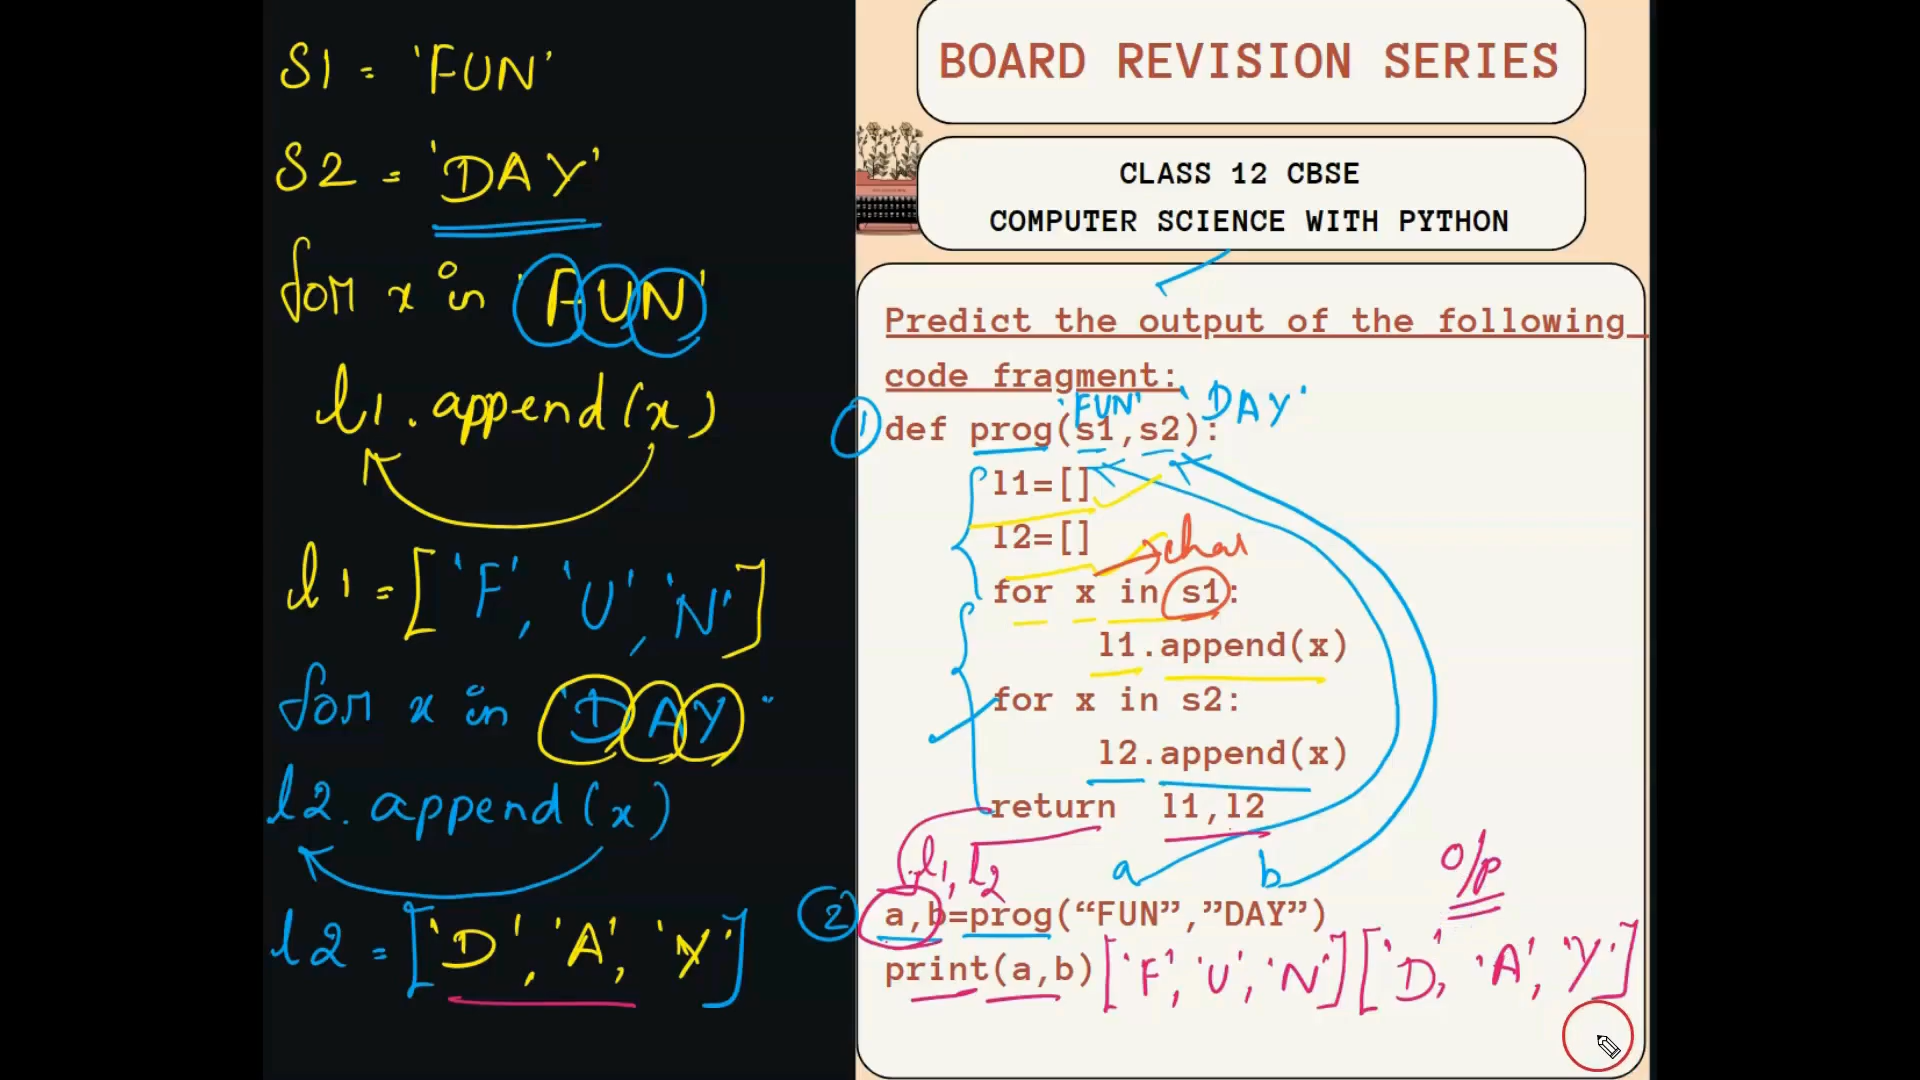 S1 = 'FUN'
S2 = 'DAY'
for x in 'FUN'
l1.append(x)
l1 = ['F', 'U', 'N']
for x in 'DAY"
l2.append(x)
l2 = ['D', 'A', 'Y']
BOARD REVISION SERIES
CLASS 12 CBSE
COMPUTER SCIENCE WITH PYTHON
Predict the output of the following
code fragment:
'FUN' 'DAY'
1 def prog(s1,s2):
l1=[]
l2=[]
char
for x in s1:
l1.append(x)
for x in s2:
l2.append(x)
return l1,l2
l1, l2 a b O/p
2 a,b=prog(“FUN”,”DAY”)
print(a,b) ['F', 'U', 'N'] ['D', 'A', 'Y']